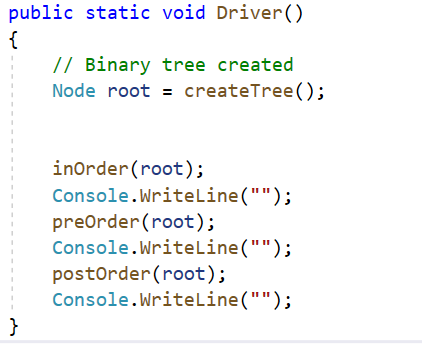 public static void Driver()
{
// Binary tree created
Node root = createTree();
inOrder(root);
Console.WriteLine("");
preOrder(root);
Console.WriteLine("");
postOrder(root);
Console.WriteLine("");
}